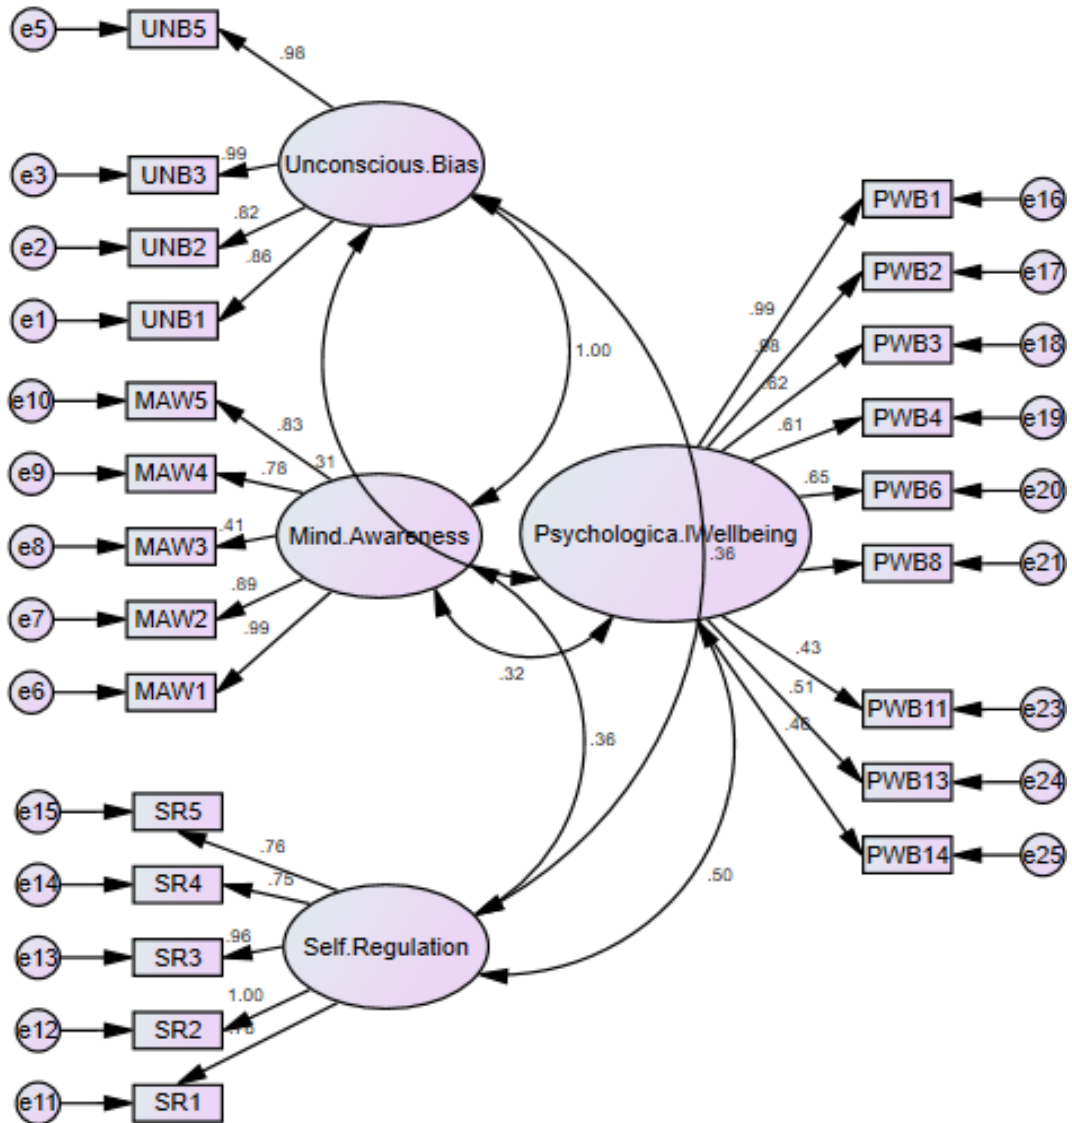 e5
UNB5
.98
Unconscious.Bias
e3
UNB3
.99
e2
UNB2
.82
e1
UNB1
.86
1.00
e10
MAW5
.83
e9
MAW4
.78
.31
Mind.Awareness
e8
MAW3
.41
e7
MAW2
.89
e6
MAW1
.99
.32
.36
e15
SR5
.76
e14
SR4
.75
Self.Regulation
e13
SR3
.96
e12
SR2
1.00
e11
SR1
PWB1
e16
.99
PWB2
e17
.98
PWB3
e18
.62
PWB4
e19
.61
PWB6
e20
.65
Psychologica.lWellbeing
.36
PWB8
e21
.43
PWB11
e23
.51
PWB13
e24
.46
PWB14
e25
.50